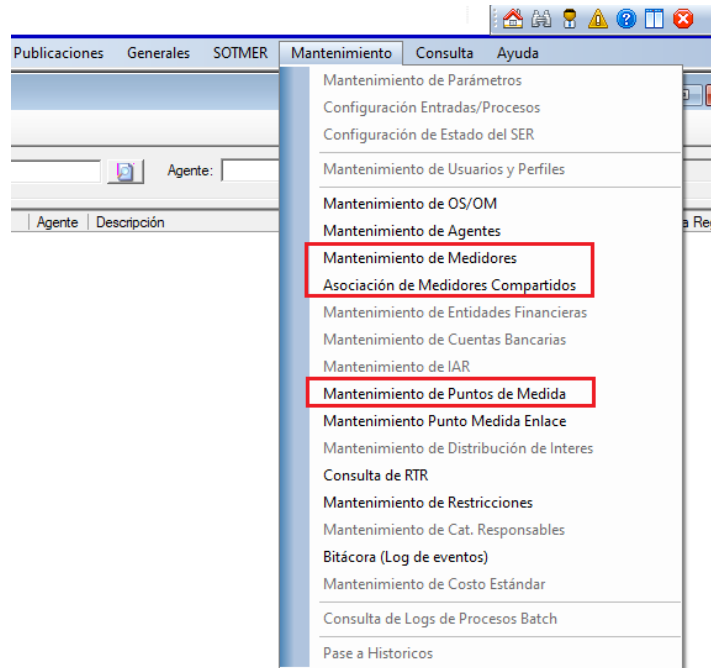 Publicaciones Generales SOTMER Mantenimiento Consulta Ayuda
Mantenimiento de Parámetros
Configuración Entradas/Procesos
Configuración de Estado del SER
Agente:
Mantenimiento de Usuarios y Perfiles
Mantenimiento de OS/OM
Agente Descripción
a Re
Mantenimiento de Agentes
Mantenimiento de Medidores
Asociación de Medidores Compartidos
Mantenimiento de Entidades Financieras
Mantenimiento de Cuentas Bancarias
Mantenimiento de IAR
Mantenimiento de Puntos de Medida
Mantenimiento Punto Medida Enlace
Mantenimiento de Distribución de Interes
Consulta de RTR
Mantenimiento de Restricciones
Mantenimiento de Cat. Responsables
Bitácora (Log de eventos)
Mantenimiento de Costo Estándar
Consulta de Logs de Procesos Batch
Pase a Historicos